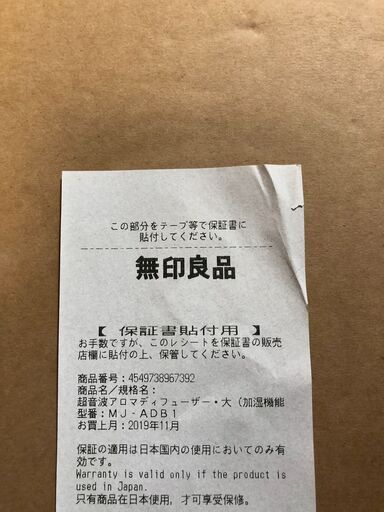 この部分をテープ等で保証書に
貼付してください。
無印良品
【 保証書貼付用 】
お手数ですが、このレシートを保証書の販売
店欄に貼付の上、保管してください。
商品番号:4549738967392
商品名/規格名:
超音波アロマディフューザー・大(加湿機能
型番:MJ-ADB1
お買上月:2019年11月
保証の適用は日本国内の使用においてのみ有
効です。
Warranty is valid only if the product is
used in Japan.
只有商品在日本使用，才可享受保修。